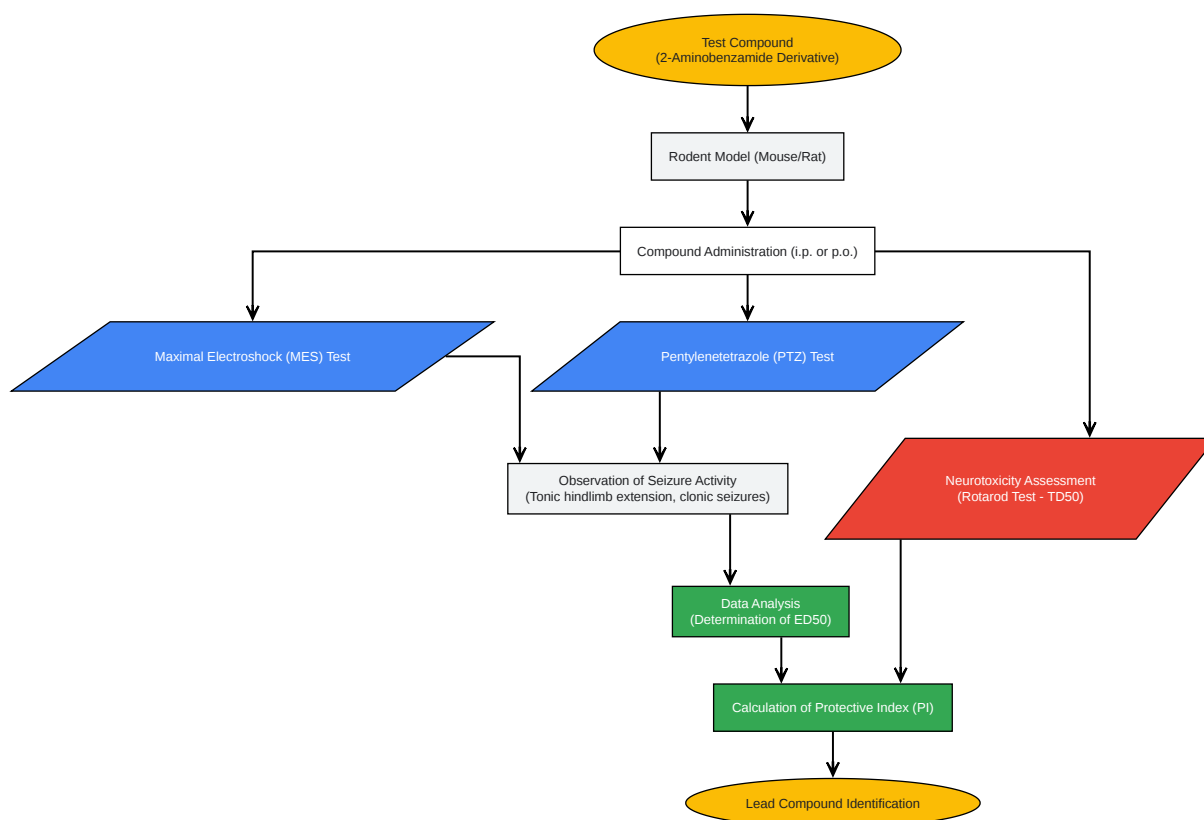 Test Compound
(2-Aminobenzamide Derivative)
Rodent Model (Mouse/Rat)
Compound Administration (i.p. or p.o.)
Maximal Electroshock (MES) Test
Pentylenetetrazole (PTZ) Test
Observation of Seizure Activity
(Tonic hindlimb extension, clonic seizures)
Neurotoxicity Assessment
(Rotarod Test - TD50)
Data Analysis
(Determination of ED50)
Calculation of Protective Index (PI)
Lead Compound Identification